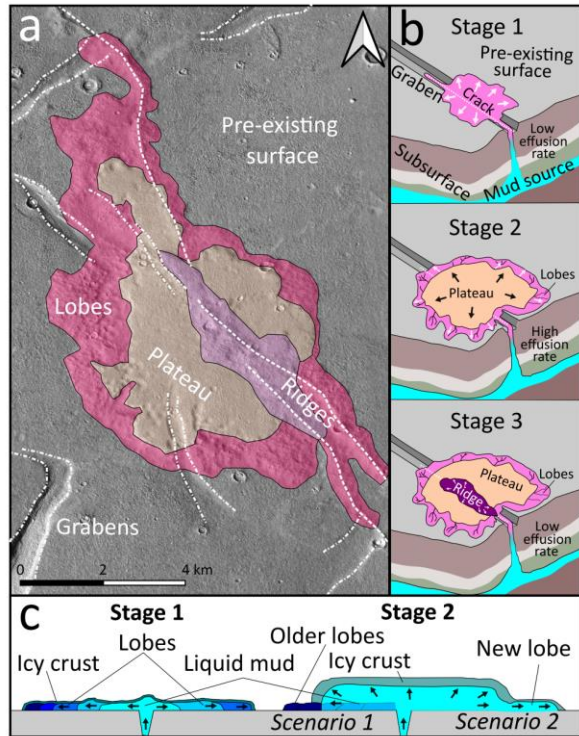 a
Pre-existing
surface
Lobes
Plateau
Ridges
Grabens
0 2 4 km
b
Stage 1
Pre-existing
surface
Graben
Crack
Low
effusion
rate
Subsurface
Mud source
Stage 2
Lobes
Plateau
High
effusion
rate
Stage 3
Plateau
Lobes
Ridge
Low
effusion
rate
c
Stage 1
Stage 2
Lobes
Older lobes
New lobe
Icy crust
Liquid mud
Icy crust
Scenario 1
Scenario 2